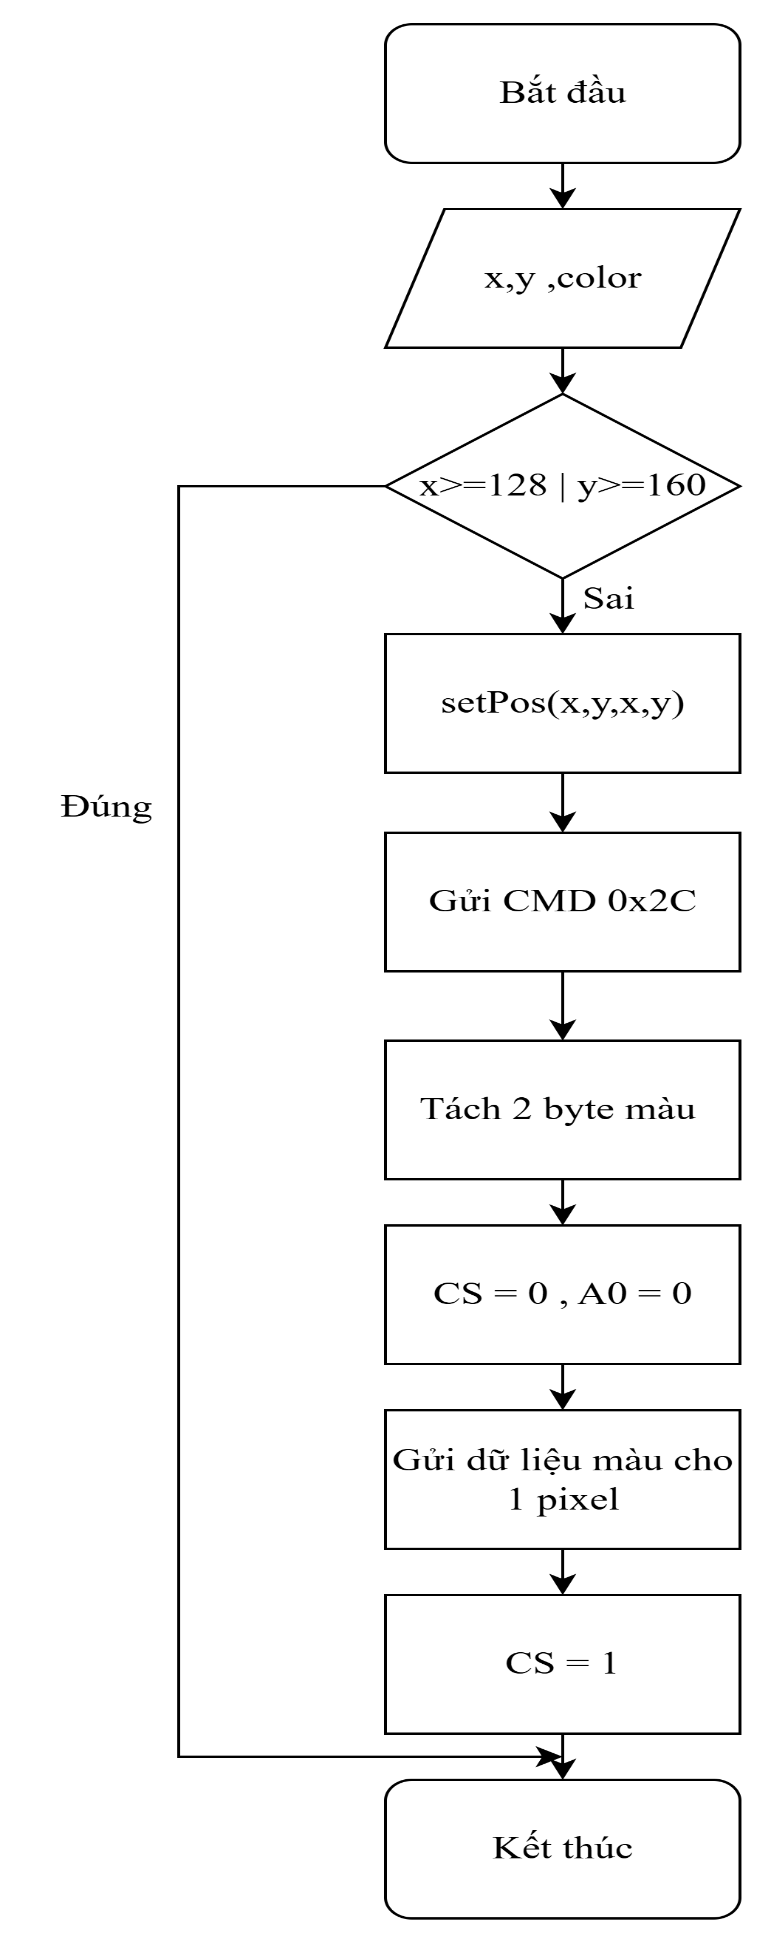 Bắt đầu
x,y ,color
x>=128 | y>=160
Sai
setPos(x,y,x,y)
Đúng
Gửi CMD 0x2C
Tách 2 byte màu
CS = 0 , A0 = 0
Gửi dữ liệu màu cho
1 pixel
CS = 1
Kết thúc